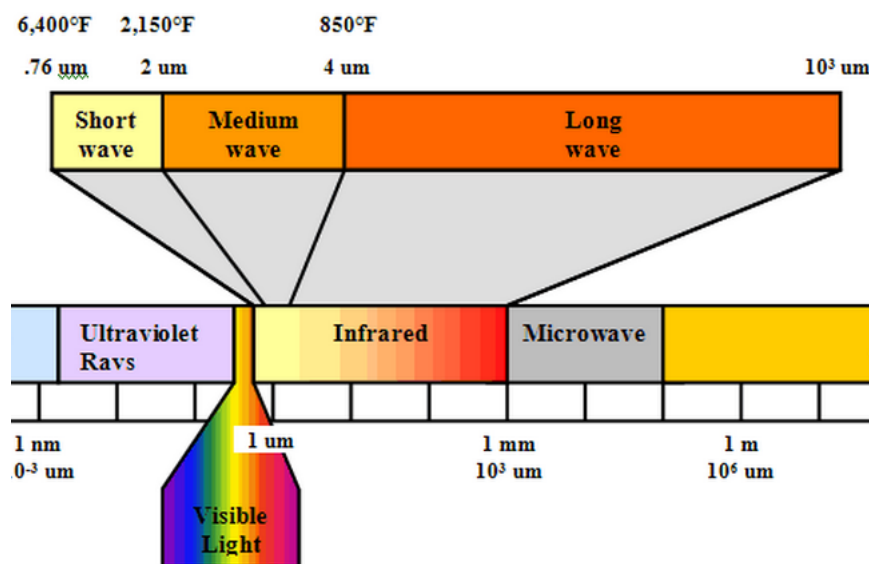 6,400°F 2,150°F 850°F
.76 um 2 um 4 um 10³ um
Short Medium Long
wave wave wave
Ultraviolet Infrared Microwave
Rays
1 um
1 nm 1 mm 1 m
0⁻³ um 10³ um 10⁶ um
Visible
Light